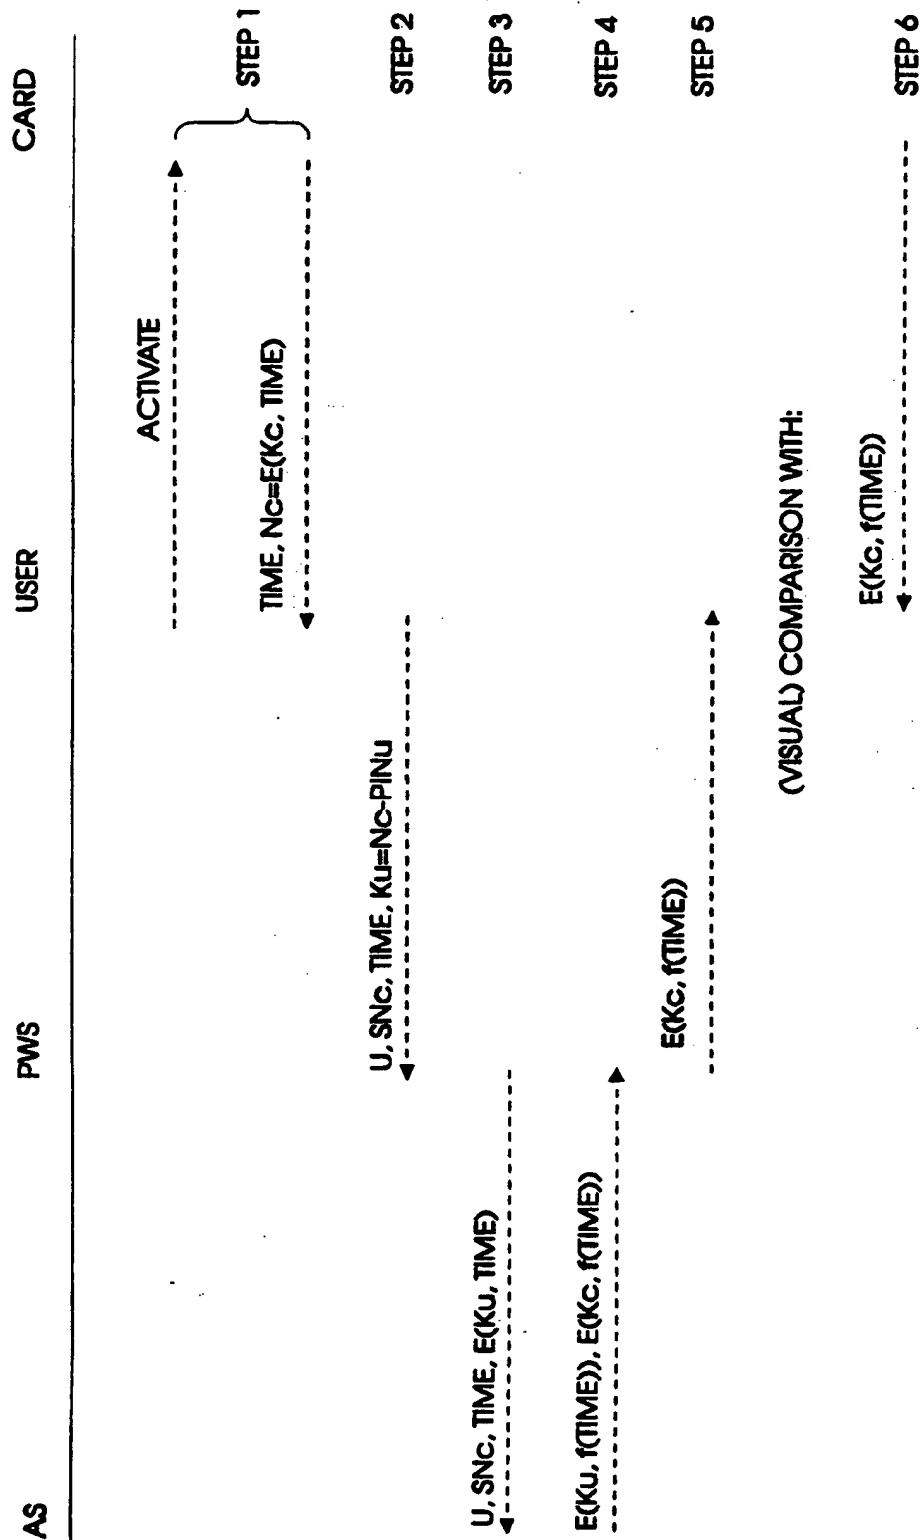 AS PWS USER CARD
ACTIVATE
TIME, Nc=E(Kc, TIME)
STEP 1
U, SNc, TIME, Ku=Nc-PINu
STEP 2
U, SNc, TIME, E(Ku, TIME)
STEP 3
E(Ku, f(TIME)), E(Kc, f(TIME))
STEP 4
E(Kc, f(TIME))
STEP 5
(VISUAL) COMPARISON WITH:
E(Kc, f(TIME))
STEP 6